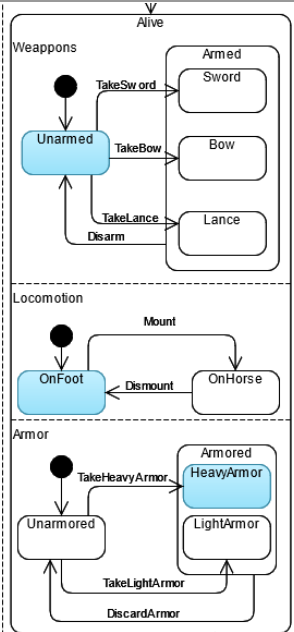 Alive
Weappons
Armed
Sword
TakeSword
Unarmed
TakeBow
Bow
TakeLance
Lance
Disarm
Locomotion
Mount
OnFoot
Dismount
OnHorse
Armor
Armored
TakeHeavyArmor
HeavyArmor
Unarmored
LightArmor
TakeLightArmor
DiscardArmor